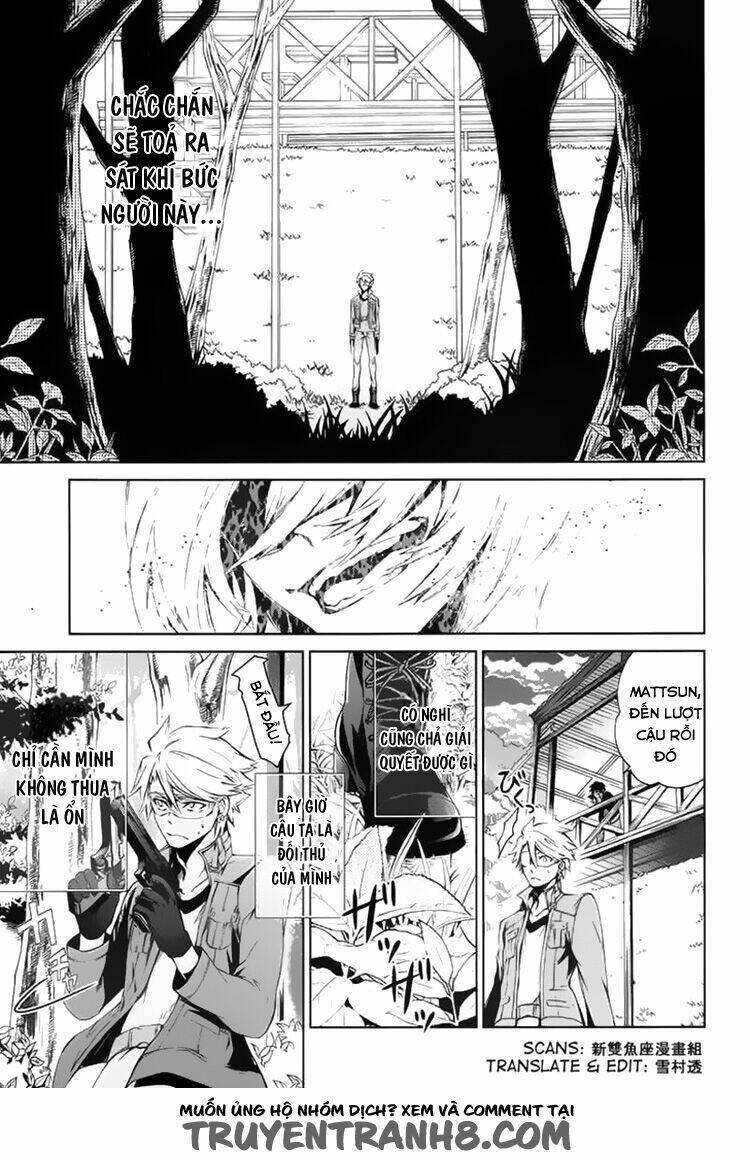 CHẮC CHẮN
SẼ TOẢ RA
SÁT KHÍ BỨC
NGƯỜI NÀY...
MATTSUN,
ĐẾN LƯỢT
CẬU RỒI
ĐÓ
びくっ
CÓ NGHĨ
CŨNG CHẢ GIẢI
QUYẾT ĐƯỢC GÌ
BẮT ĐẦU!
BÂY GIỜ
CẬU TA LÀ
ĐỐI THỦ
CỦA MÌNH
CHỈ CẦN MÌNH
KHÔNG THUA
LÀ ỔN
SCANS: 新雙魚座漫畫組
TRANSLATE & EDIT: 雪村透
MUỐN ỦNG HỘ NHÓM DỊCH? XEM VÀ COMMENT TẠI
TRUYENTRANH8.COM